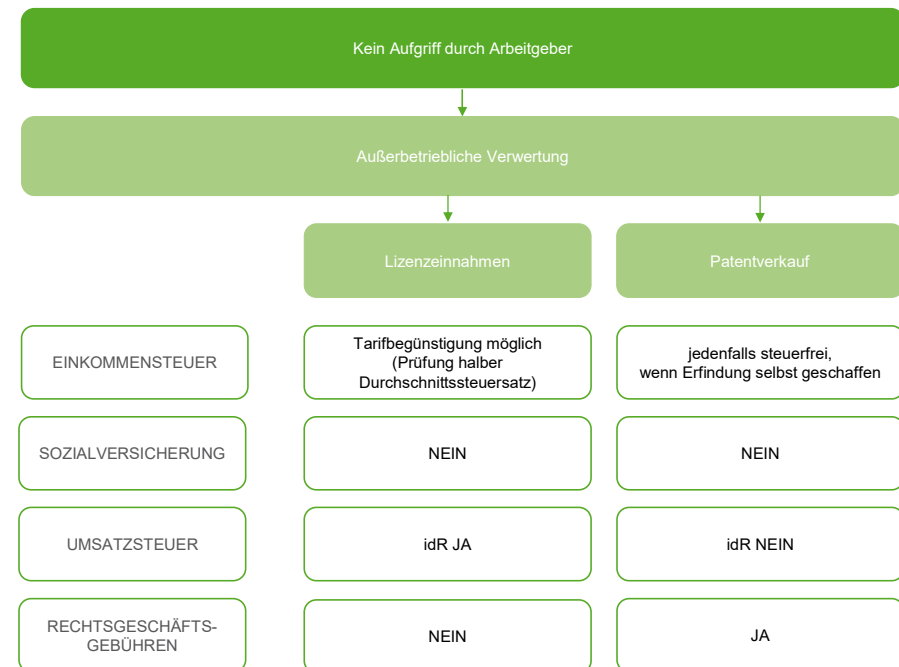 Kein Aufgriff durch Arbeitgeber
Außerbetriebliche Verwertung
Lizenzeinnahmen
Patentverkauf
EINKOMMENSTEUER
Tarifbegünstigung möglich
(Prüfung halber
Durchschnittssteuersatz)
jedenfalls steuerfrei,
wenn Erfindung selbst geschaffen
SOZIALVERSICHERUNG
NEIN
NEIN
UMSATZSTEUER
idR JA
idR NEIN
RECHTSGESCHÄFTS-
GEBÜHREN
NEIN
JA